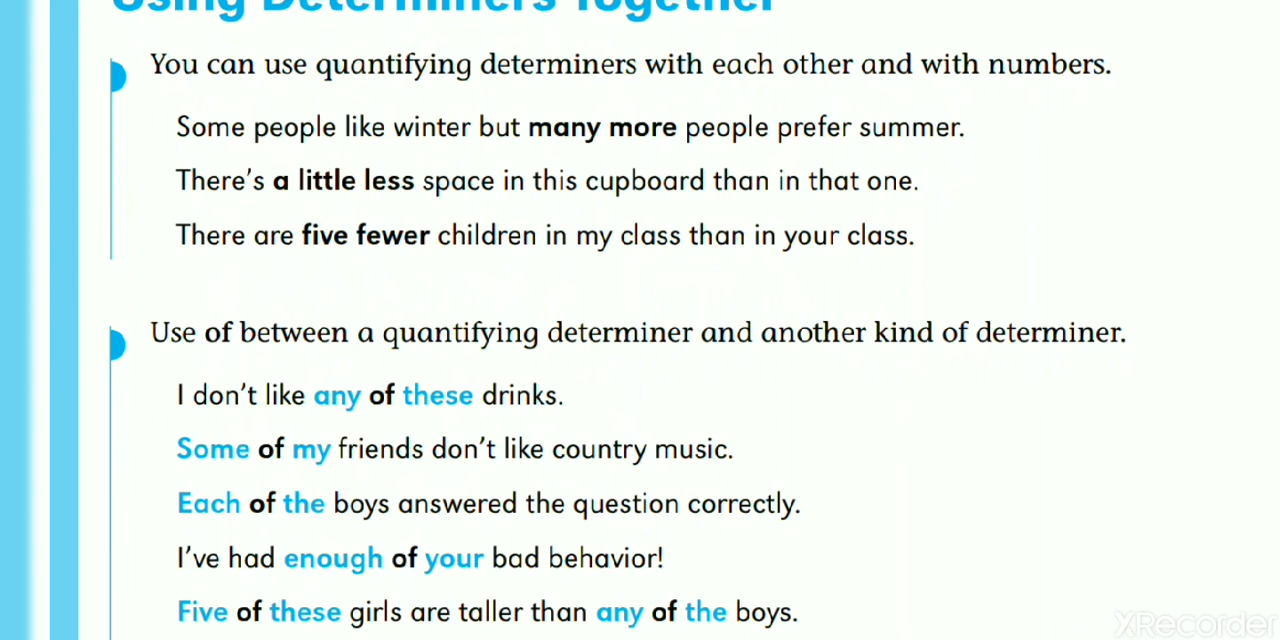 Using Determiners Together
You can use quantifying determiners with each other and with numbers.
Some people like winter but many more people prefer summer.
There's a little less space in this cupboard than in that one.
There are five fewer children in my class than in your class.
Use of between a quantifying determiner and another kind of determiner.
I don't like any of these drinks.
Some of my friends don't like country music.
Each of the boys answered the question correctly.
I've had enough of your bad behavior!
Five of these girls are taller than any of the boys.
XRecorder